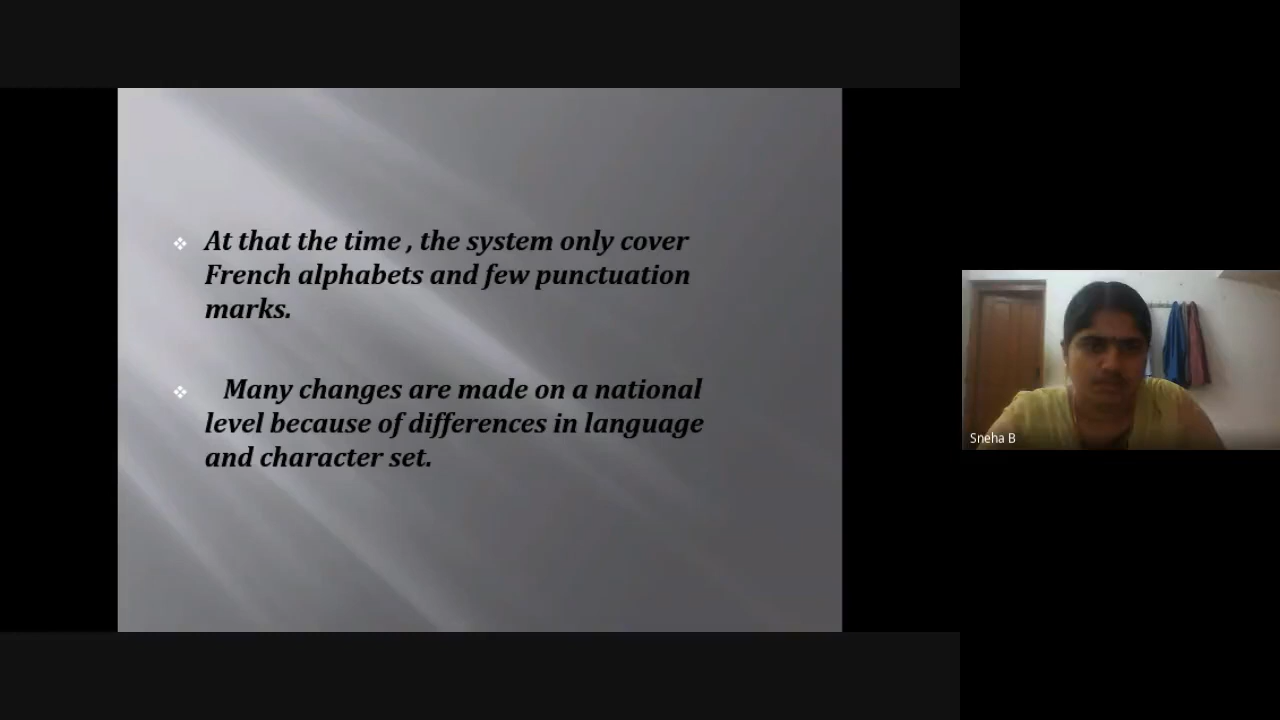 At that the time , the system only cover
French alphabets and few punctuation
marks.
Many changes are made on a national
level because of differences in language
and character set.
Sneha B